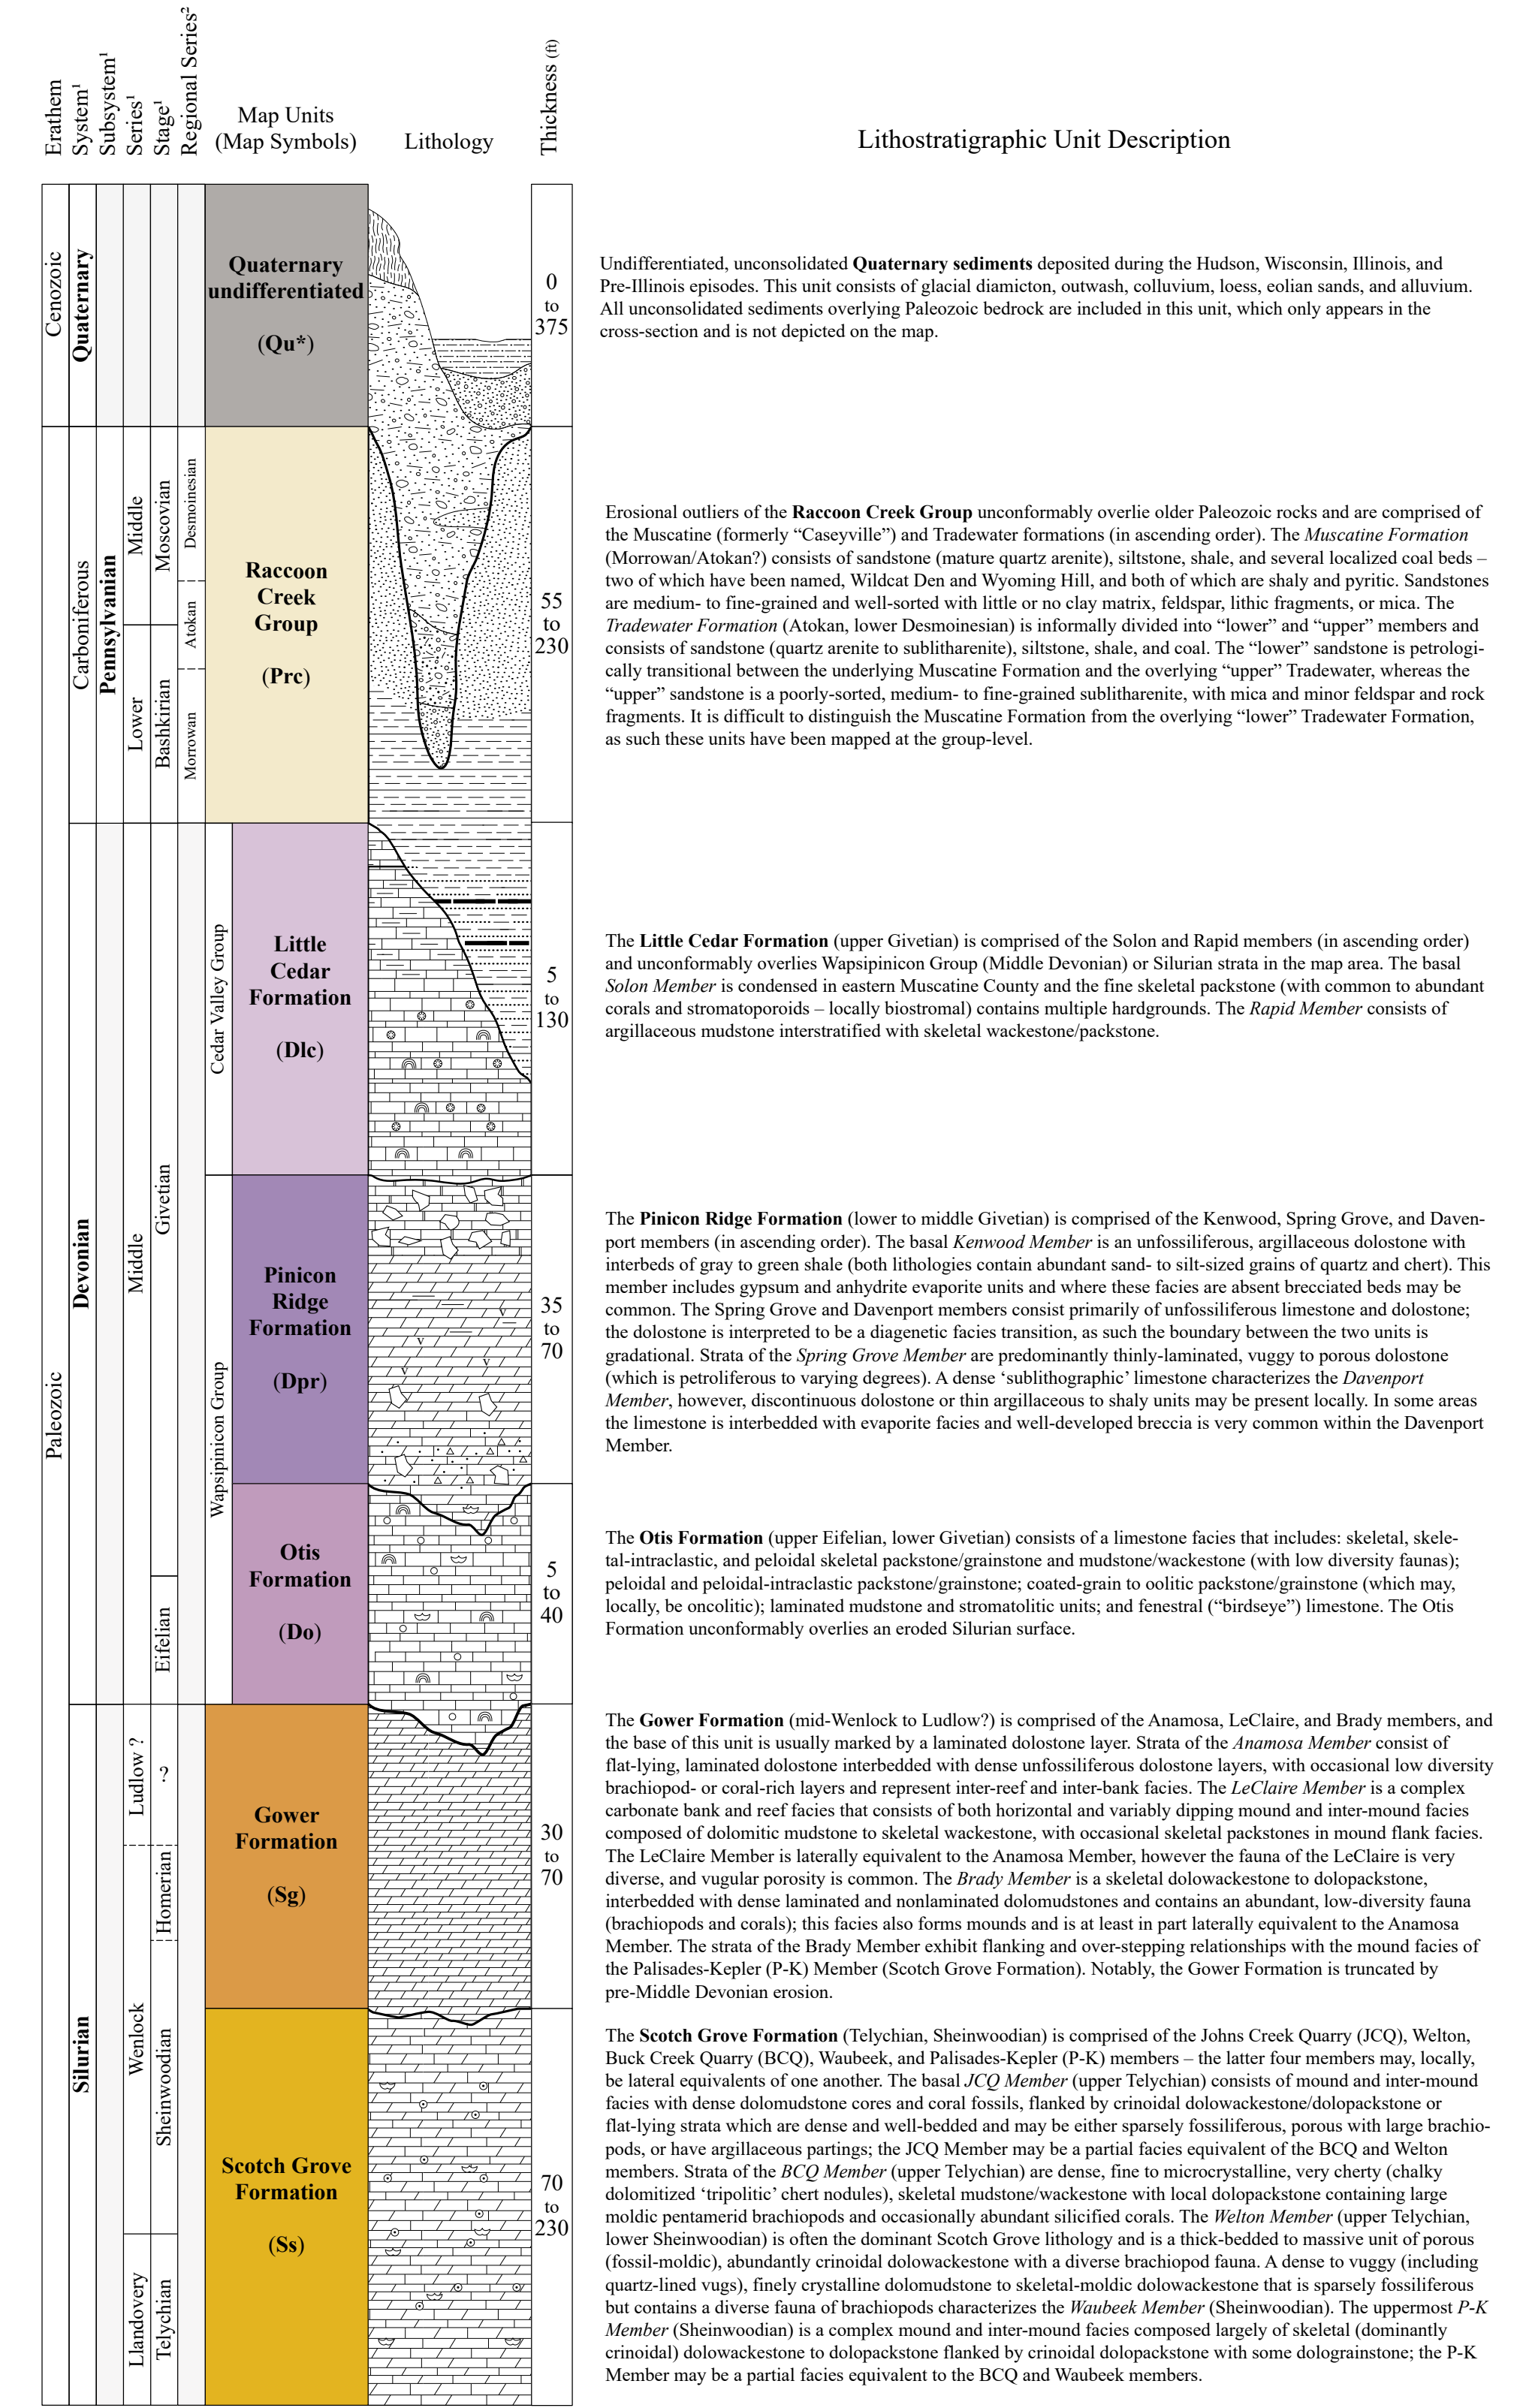 Erathem
System¹
Subsystem¹
Series¹
Stage¹
Regional Series²
Map Units
(Map Symbols)
Lithology
Thickness (ft)
Lithostratigraphic Unit Description
Cenozoic
Quaternary
Quaternary
undifferentiated
(Qu*)
0
to
375
Undifferentiated, unconsolidated Quaternary sediments deposited during the Hudson, Wisconsin, Illinois, and
Pre-Illinois episodes. This unit consists of glacial diamicton, outwash, colluvium, loess, eolian sands, and alluvium.
All unconsolidated sediments overlying Paleozoic bedrock are included in this unit, which only appears in the
cross-section and is not depicted on the map.
Paleozoic
Carboniferous
Pennsylvanian
Middle
Lower
Moscovian
Bashkirian
Desmoinesian
Atokan
Morrowan
Raccoon
Creek
Group
(Prc)
55
to
230
Erosional outliers of the Raccoon Creek Group unconformably overlie older Paleozoic rocks and are comprised of
the Muscatine (formerly “Caseyville”) and Tradewater formations (in ascending order). The Muscatine Formation
(Morrowan/Atokan?) consists of sandstone (mature quartz arenite), siltstone, shale, and several localized coal beds –
two of which have been named, Wildcat Den and Wyoming Hill, and both of which are shaly and pyritic. Sandstones
are medium- to fine-grained and well-sorted with little or no clay matrix, feldspar, lithic fragments, or mica. The
Tradewater Formation (Atokan, lower Desmoinesian) is informally divided into “lower” and “upper” members and
consists of sandstone (quartz arenite to sublitharenite), siltstone, shale, and coal. The “lower” sandstone is petrologi-
cally transitional between the underlying Muscatine Formation and the overlying “upper” Tradewater, whereas the
“upper” sandstone is a poorly-sorted, medium- to fine-grained sublitharenite, with mica and minor feldspar and rock
fragments. It is difficult to distinguish the Muscatine Formation from the overlying “lower” Tradewater Formation,
as such these units have been mapped at the group-level.
Devonian
Middle
Givetian
Eifelian
Cedar Valley Group
Little
Cedar
Formation
(Dlc)
5
to
130
The Little Cedar Formation (upper Givetian) is comprised of the Solon and Rapid members (in ascending order)
and unconformably overlies Wapsipinicon Group (Middle Devonian) or Silurian strata in the map area. The basal
Solon Member is condensed in eastern Muscatine County and the fine skeletal packstone (with common to abundant
corals and stromatoporoids – locally biostromal) contains multiple hardgrounds. The Rapid Member consists of
argillaceous mudstone interstratified with skeletal wackestone/packstone.
Wapsipinicon Group
Pinicon
Ridge
Formation
(Dpr)
V
V
V
V
35
to
70
The Pinicon Ridge Formation (lower to middle Givetian) is comprised of the Kenwood, Spring Grove, and Daven-
port members (in ascending order). The basal Kenwood Member is an unfossiliferous, argillaceous dolostone with
interbeds of gray to green shale (both lithologies contain abundant sand- to silt-sized grains of quartz and chert). This
member includes gypsum and anhydrite evaporite units and where these facies are absent brecciated beds may be
common. The Spring Grove and Davenport members consist primarily of unfossiliferous limestone and dolostone;
the dolostone is interpreted to be a diagenetic facies transition, as such the boundary between the two units is
gradational. Strata of the Spring Grove Member are predominantly thinly-laminated, vuggy to porous dolostone
(which is petroliferous to varying degrees). A dense ‘sublithographic’ limestone characterizes the Davenport
Member, however, discontinuous dolostone or thin argillaceous to shaly units may be present locally. In some areas
the limestone is interbedded with evaporite facies and well-developed breccia is very common within the Davenport
Member.
Otis
Formation
(Do)
5
to
40
The Otis Formation (upper Eifelian, lower Givetian) consists of a limestone facies that includes: skeletal, skele-
tal-intraclastic, and peloidal skeletal packstone/grainstone and mudstone/wackestone (with low diversity faunas);
peloidal and peloidal-intraclastic packstone/grainstone; coated-grain to oolitic packstone/grainstone (which may,
locally, be oncolitic); laminated mudstone and stromatolitic units; and fenestral (“birdseye”) limestone. The Otis
Formation unconformably overlies an eroded Silurian surface.
Silurian
Ludlow ?
Wenlock
Llandovery
?
Homerian
Sheinwoodian
Telychian
Gower
Formation
(Sg)
30
to
70
The Gower Formation (mid-Wenlock to Ludlow?) is comprised of the Anamosa, LeClaire, and Brady members, and
the base of this unit is usually marked by a laminated dolostone layer. Strata of the Anamosa Member consist of
flat-lying, laminated dolostone interbedded with dense unfossiliferous dolostone layers, with occasional low diversity
brachiopod- or coral-rich layers and represent inter-reef and inter-bank facies. The LeClaire Member is a complex
carbonate bank and reef facies that consists of both horizontal and variably dipping mound and inter-mound facies
composed of dolomitic mudstone to skeletal wackestone, with occasional skeletal packstones in mound flank facies.
The LeClaire Member is laterally equivalent to the Anamosa Member, however the fauna of the LeClaire is very
diverse, and vugular porosity is common. The Brady Member is a skeletal dolowackestone to dolopackstone,
interbedded with dense laminated and nonlaminated dolomudstones and contains an abundant, low-diversity fauna
(brachiopods and corals); this facies also forms mounds and is at least in part laterally equivalent to the Anamosa
Member. The strata of the Brady Member exhibit flanking and over-stepping relationships with the mound facies of
the Palisades-Kepler (P-K) Member (Scotch Grove Formation). Notably, the Gower Formation is truncated by
pre-Middle Devonian erosion.
Scotch Grove
Formation
(Ss)
70
to
230
The Scotch Grove Formation (Telychian, Sheinwoodian) is comprised of the Johns Creek Quarry (JCQ), Welton,
Buck Creek Quarry (BCQ), Waubeek, and Palisades-Kepler (P-K) members – the latter four members may, locally,
be lateral equivalents of one another. The basal JCQ Member (upper Telychian) consists of mound and inter-mound
facies with dense dolomudstone cores and coral fossils, flanked by crinoidal dolowackestone/dolopackstone or
flat-lying strata which are dense and well-bedded and may be either sparsely fossiliferous, porous with large brachio-
pods, or have argillaceous partings; the JCQ Member may be a partial facies equivalent of the BCQ and Welton
members. Strata of the BCQ Member (upper Telychian) are dense, fine to microcrystalline, very cherty (chalky
dolomitized ‘tripolitic’ chert nodules), skeletal mudstone/wackestone with local dolopackstone containing large
moldic pentamerid brachiopods and occasionally abundant silicified corals. The Welton Member (upper Telychian,
lower Sheinwoodian) is often the dominant Scotch Grove lithology and is a thick-bedded to massive unit of porous
(fossil-moldic), abundantly crinoidal dolowackestone with a diverse brachiopod fauna. A dense to vuggy (including
quartz-lined vugs), finely crystalline dolomudstone to skeletal-moldic dolowackestone that is sparsely fossiliferous
but contains a diverse fauna of brachiopods characterizes the Waubeek Member (Sheinwoodian). The uppermost P-K
Member (Sheinwoodian) is a complex mound and inter-mound facies composed largely of skeletal (dominantly
crinoidal) dolowackestone to dolopackstone flanked by crinoidal dolopackstone with some dolograinstone; the P-K
Member may be a partial facies equivalent to the BCQ and Waubeek members.